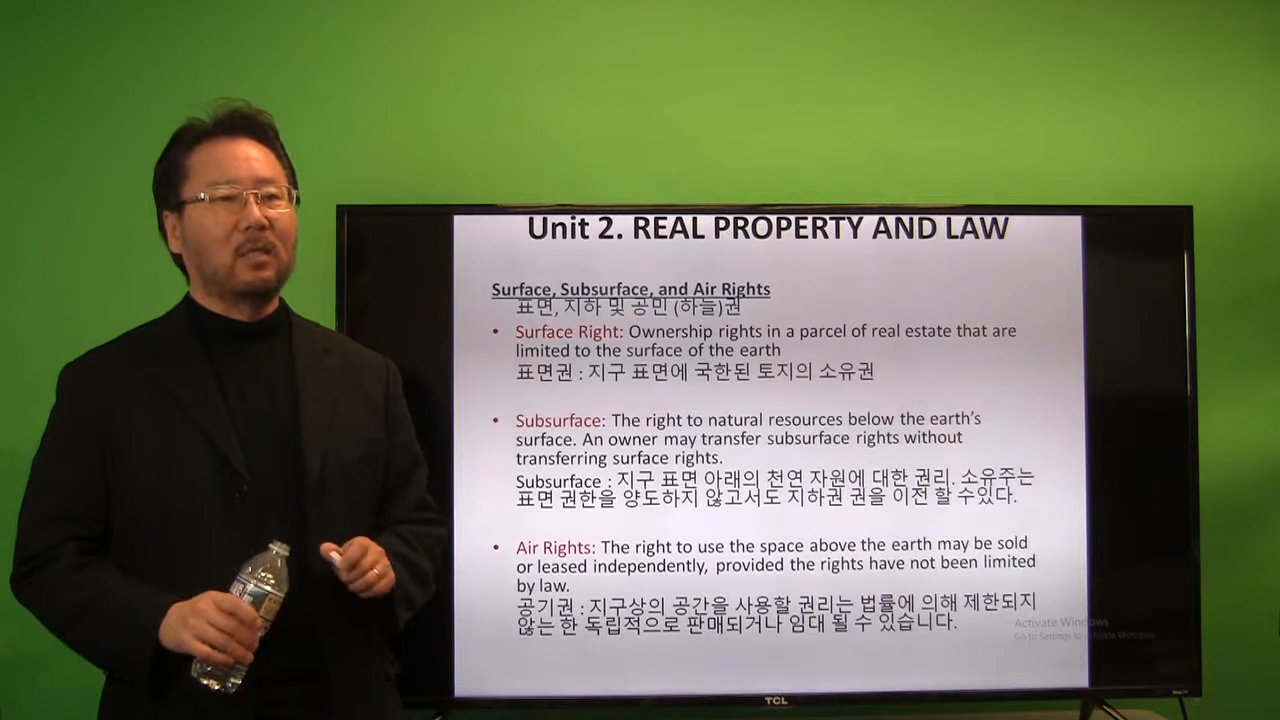 Unit 2. REAL PROPERTY AND LAW
Surface, Subsurface, and Air Rights
표면, 지하 및 공민 (하늘)권
• Surface Right: Ownership rights in a parcel of real estate that are
limited to the surface of the earth
표면권 : 지구 표면에 국한된 토지의 소유권
• Subsurface: The right to natural resources below the earth's
surface. An owner may transfer subsurface rights without
transferring surface rights.
Subsurface : 지구 표면 아래의 천연 자원에 대한 권리. 소유주는
표면 권한을 양도하지 않고서도 지하권 권을 이전 할 수있다.
• Air Rights: The right to use the space above the earth may be sold
or leased independently, provided the rights have not been limited
by law.
공기권 : 지구상의 공간을 사용할 권리는 법률에 의해 제한되지
않는 한 독립적으로 판매되거나 임대 될 수 있습니다.
Activate Windows
Go to Settings to activate Windows.
TCL